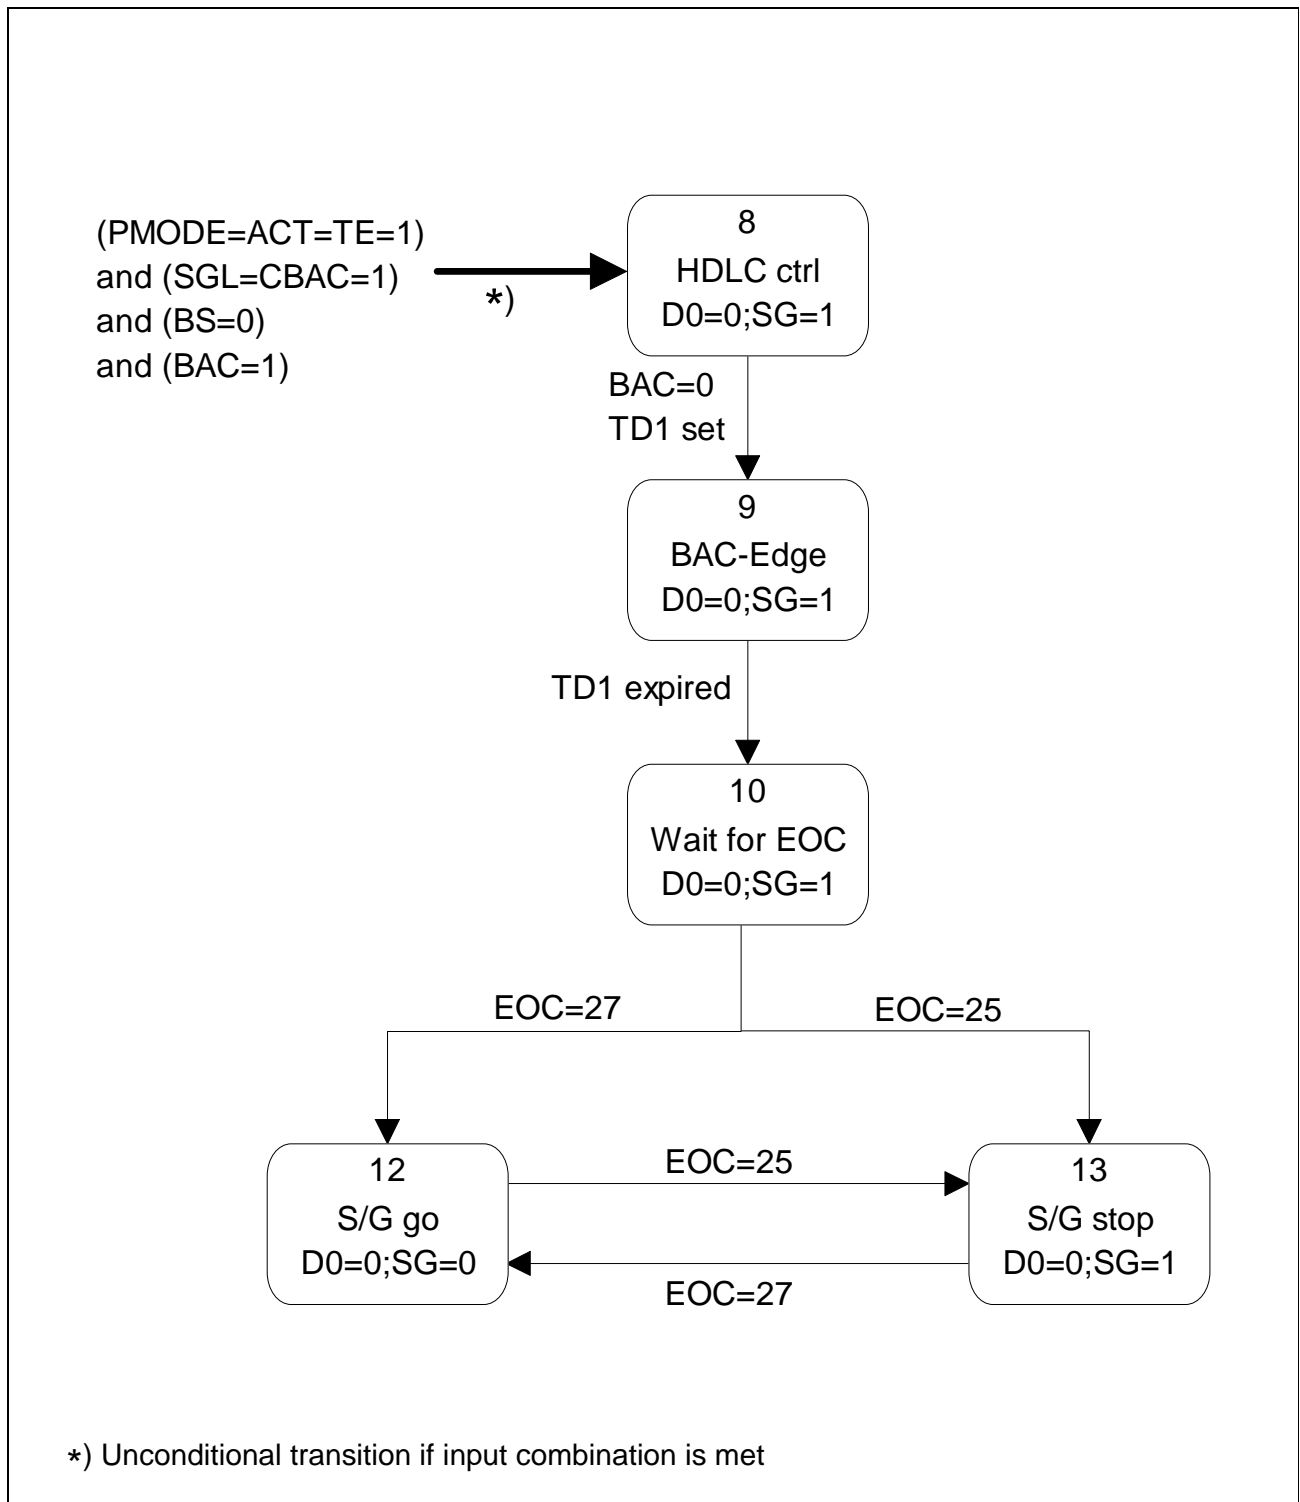 (PMODE=ACT=TE=1)
and (SGL=CBAC=1)
and (BS=0)
and (BAC=1)
*)
8
HDLC ctrl
D0=0;SG=1
BAC=0
TD1 set
9
BAC-Edge
D0=0;SG=1
TD1 expired
10
Wait for EOC
D0=0;SG=1
EOC=27
EOC=25
12
S/G go
D0=0;SG=0
EOC=25
EOC=27
13
S/G stop
D0=0;SG=1
*) Unconditional transition if input combination is met